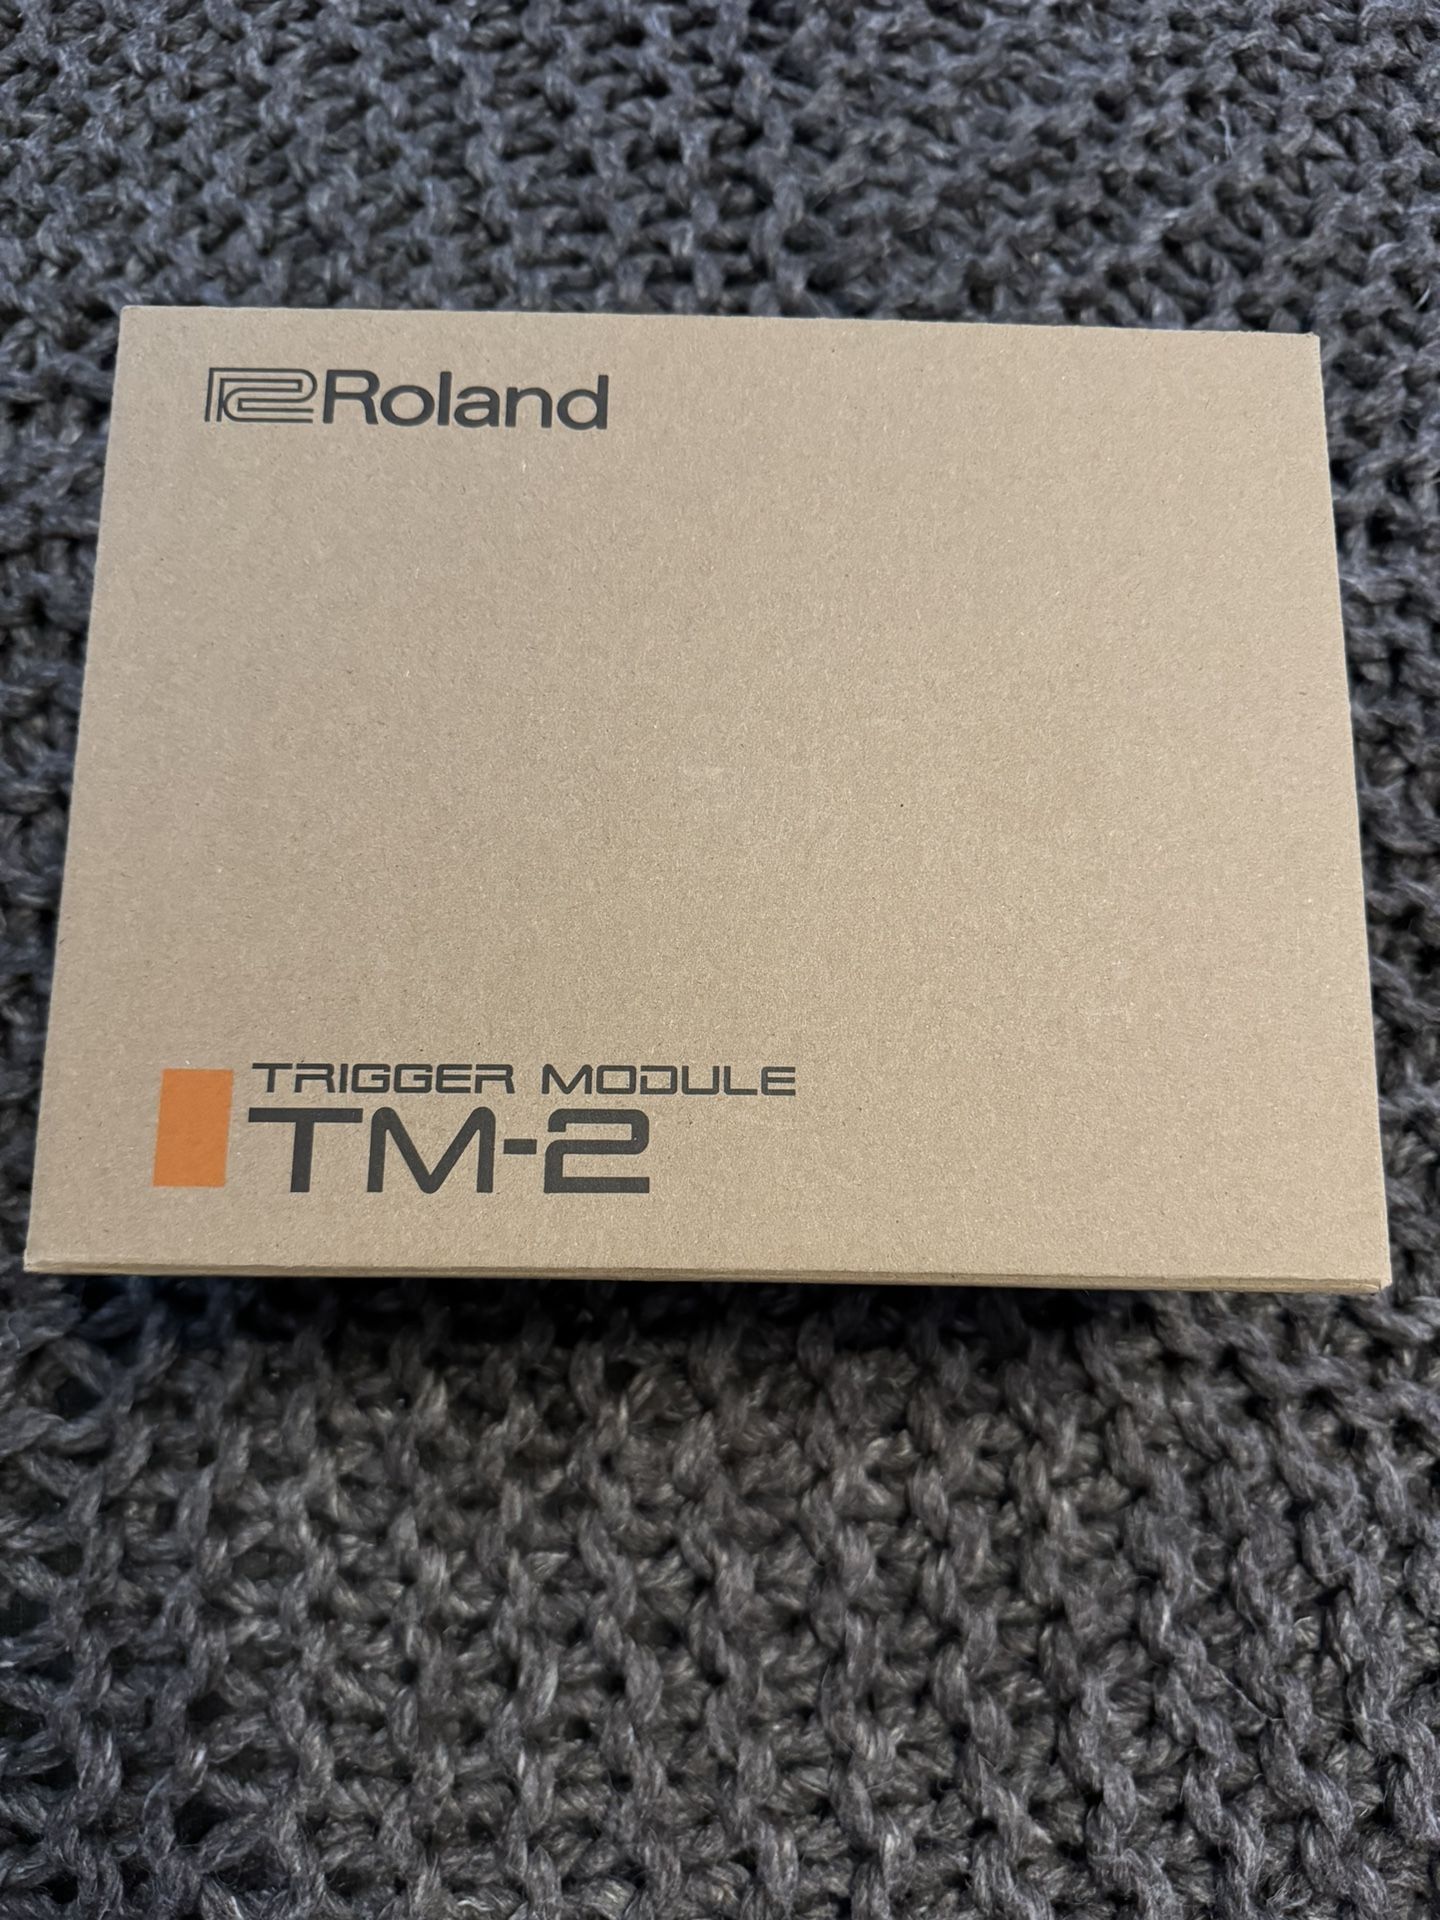 Roland
TRIGGER MODULE
TM-2